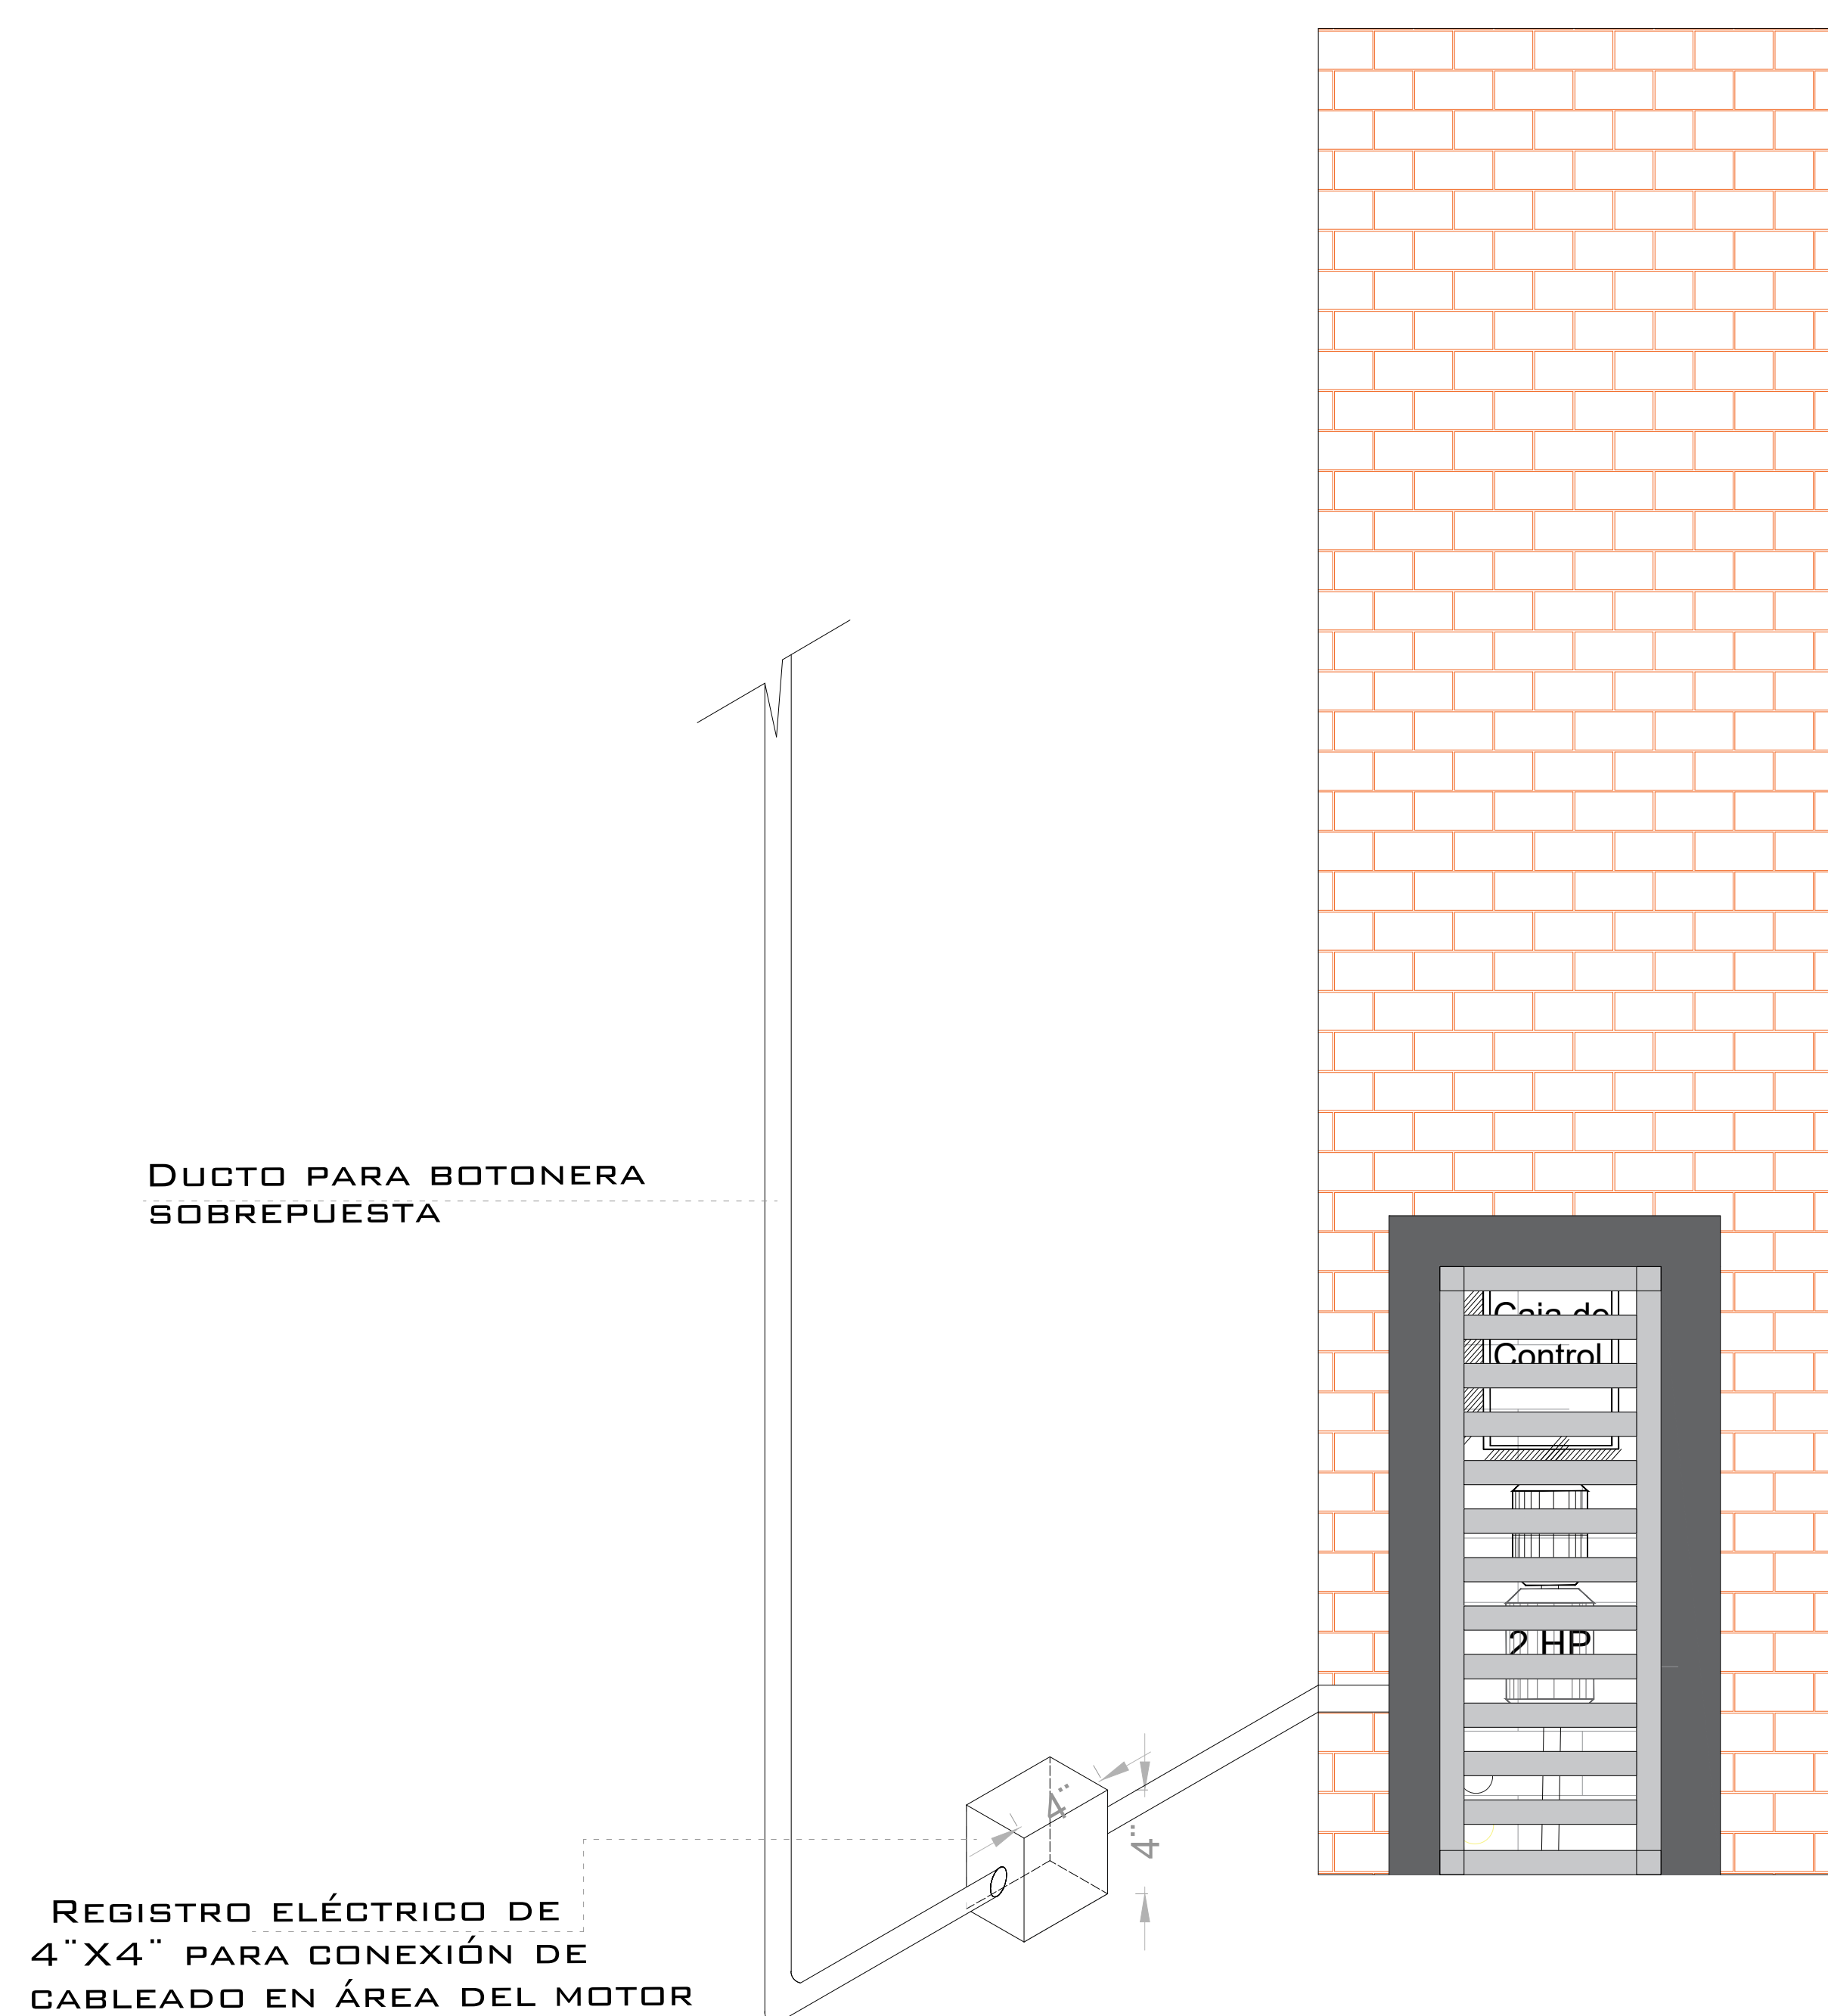 Ducto para botonera
sobrepuesta
Caja de
Control
2 HP
4¨
4¨
Registro eléctrico de
4¨x4¨ para conexión de
cableado en área del motor